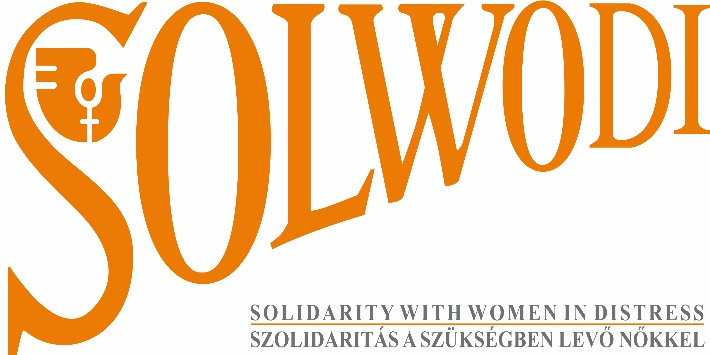 SOLWODI
SOLIDARITY WITH WOMEN IN DISTRESS
SZOLIDARITÁS A SZÜKSÉGBEN LEVŐ NŐKKEL